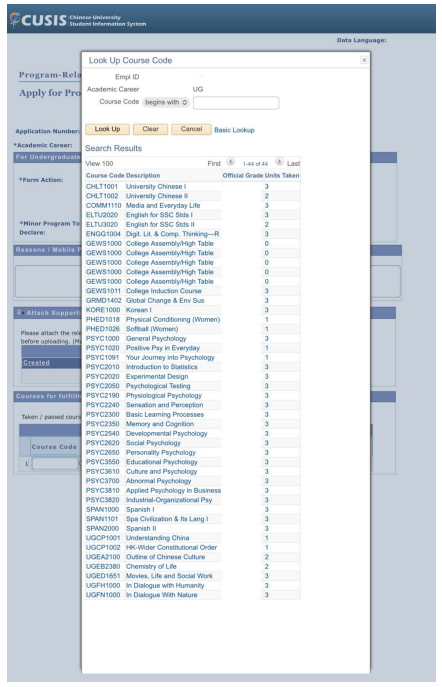 CUSIS Chinese University
Student Information System
Data Language:
Look Up Course Code
×
Program-Rela
Empl ID
Academic Career UG
Apply for Pro
Course Code begins with
Application Number:
Look Up Clear Cancel Basic Lookup
*Academic Career:
Search Results
For Undergraduate
View 100 First 1-44 of 44 Last
Course Code Description Official Grade Units Taken
*Form Action:
CHLT1001 University Chinese I 3
CHLT1002 University Chinese II 2
COMM1110 Media and Everyday Life 3
ELTU2020 English for SSC Stds I 3
*Minor Program To
Declare:
ELTU3020 English for SSC Stds II 2
ENGG1004 Digit. Lit. & Comp. Thinking—R 3
GEWS1000 College Assembly/High Table 0
Reasons / Mobile P
GEWS1000 College Assembly/High Table 0
GEWS1000 College Assembly/High Table 0
GEWS1000 College Assembly/High Table 0
GEWS1011 College Induction Course 3
GRMD1402 Global Change & Env Sus 3
KORE1000 Korean I 3
Attach Supporti
PHED1018 Physical Conditioning (Women) 1
PHED1026 Softball (Women) 1
Please attach the rele
before uploading. (Ma
PSYC1000 General Psychology 3
PSYC1020 Positive Psy in Everyday 1
PSYC1091 Your Journey into Psychology 1
Created
PSYC2010 Introduction to Statistics 3
PSYC2020 Experimental Design 3
PSYC2050 Psychological Testing 3
Courses for fulfillin
PSYC2190 Physiological Psychology 3
PSYC2240 Sensation and Perception 3
Taken / passed cours
PSYC2300 Basic Learning Processes 3
PSYC2350 Memory and Cognition 3
PSYC2540 Developmental Psychology 3
Course Code
PSYC2620 Social Psychology 3
PSYC2650 Personality Psychology 3
1
PSYC3550 Educational Psychology 3
PSYC3610 Culture and Psychology 3
PSYC3700 Abnormal Psychology 3
PSYC3810 Applied Psychology in Business 3
PSYC3820 Industrial-Organizational Psy 3
SPAN1000 Spanish I 3
SPAN1101 Spa Civilization & Its Lang I 3
SPAN2000 Spanish II 3
UGCP1001 Understanding China 1
UGCP1002 HK-Wider Constitutional Order 1
UGEA2100 Outline of Chinese Culture 2
UGEB2380 Chemistry of Life 2
UGED1651 Movies, Life and Social Work 3
UGFH1000 In Dialogue with Humanity 3
UGFN1000 In Dialogue With Nature 3